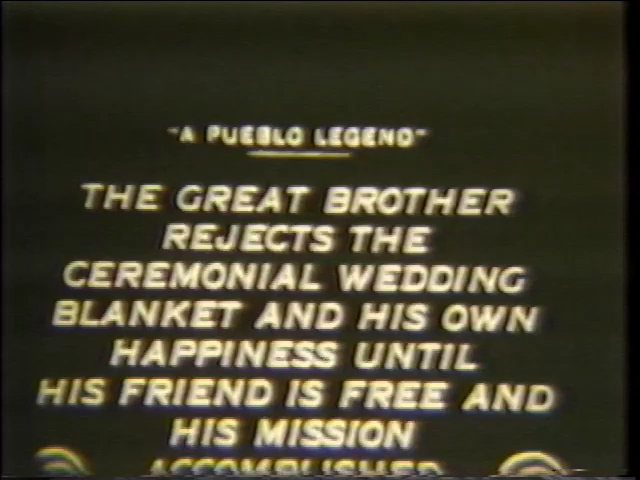 "A PUEBLO LEGEND"
THE GREAT BROTHER
REJECTS THE
CEREMONIAL WEDDING
BLANKET AND HIS OWN
HAPPINESS UNTIL
HIS FRIEND IS FREE AND
HIS MISSION
ACCOMPLISHED